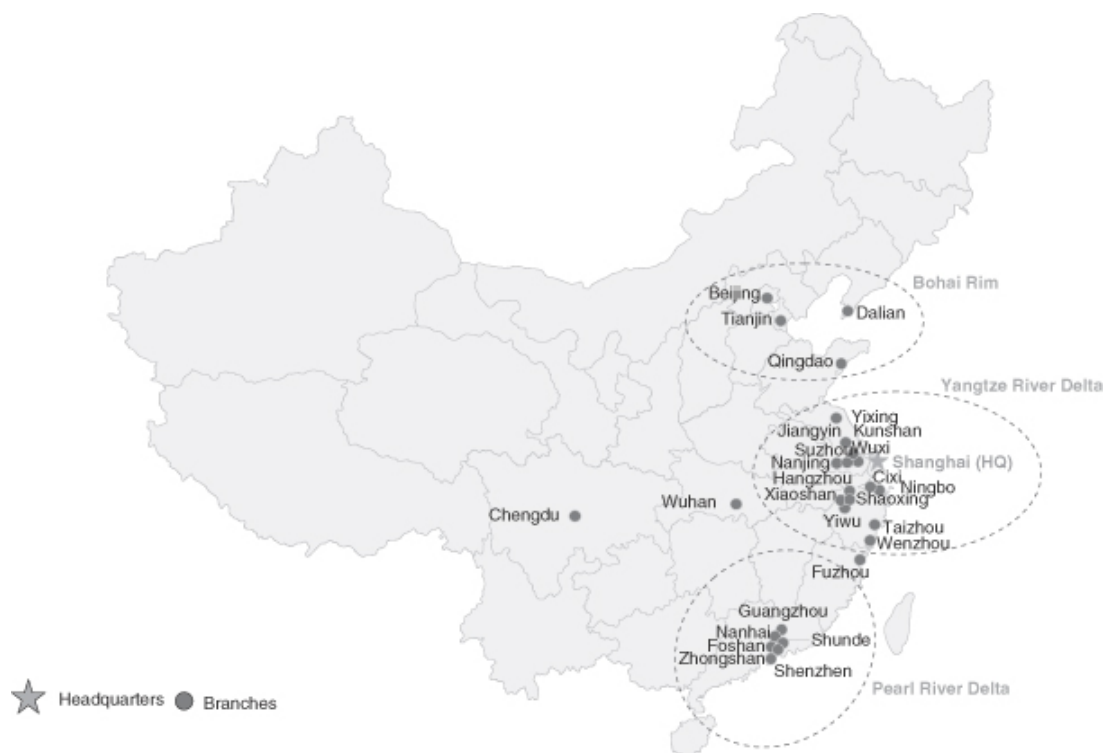 Bohai Rim
Beijing
Tianjin
Dalian
Qingdao
Yangtze River Delta
Yixing
Jiangyin
Kunshan
Suzhou
Wuxi
Nanjing
Shanghai (HQ)
Hangzhou
Cixi
Ningbo
Xiaoshan
Shaoxing
Wuhan
Chengdu
Yiwu
Taizhou
Wenzhou
Fuzhou
Guangzhou
Nanhai
Shunde
Foshan
Zhongshan
Shenzhen
Pearl River Delta
Headquarters
Branches